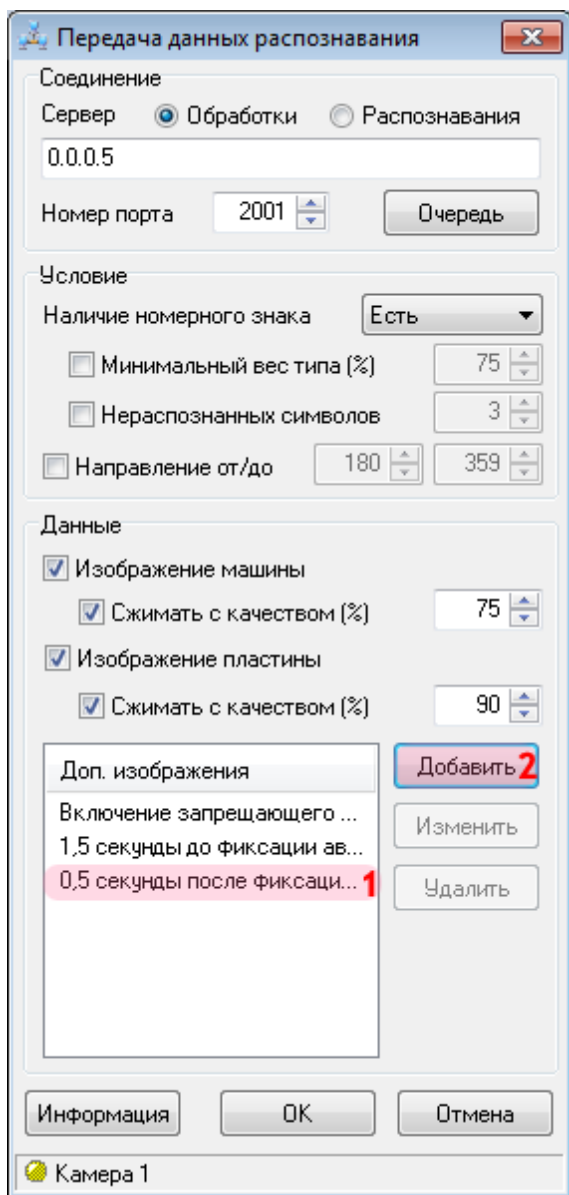 Передача данных распознавания
Соединение
Сервер Обработки Распознавания
0.0.0.5
Номер порта 2001 Очередь
Условие
Наличие номерного знака Есть
Минимальный вес типа (%) 75
Нераспознанных символов 3
Направление от/до 180 359
Данные
Изображение машины
Сжимать с качеством (%) 75
Изображение пластины
Сжимать с качеством (%) 90
Доп. изображения
Добавить 2
Включение запрещающего ...
Изменить
1,5 секунды до фиксации ав...
0,5 секунды после фиксаци... 1
Удалить
Информация OK Отмена
Камера 1